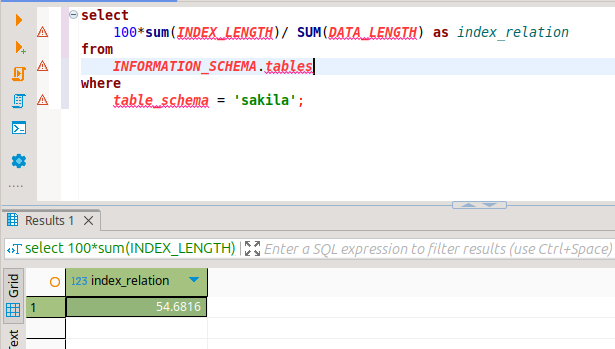 select
100*sum(INDEX_LENGTH)/ SUM(DATA_LENGTH) as index_relation
from
INFORMATION_SCHEMA.tables
where
table_schema = 'sakila';
Results 1
select 100*sum(INDEX_LENGTH)
Enter a SQL expression to filter results (use Ctrl+Space)
Grid
123 index_relation
1
54.6816
Text